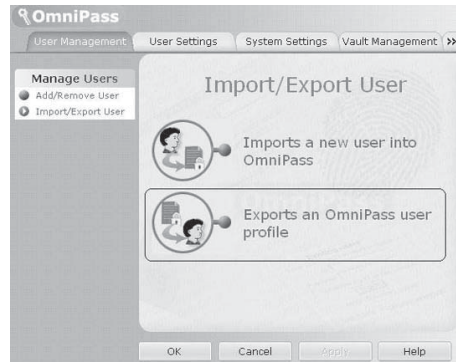 OmniPass
User Management User Settings System Settings Vault Management
Manage Users
Add/Remove User
Import/Export User
Import/Export User
Imports a new user into
OmniPass
Exports an OmniPass user
profile
OK Cancel Apply Help